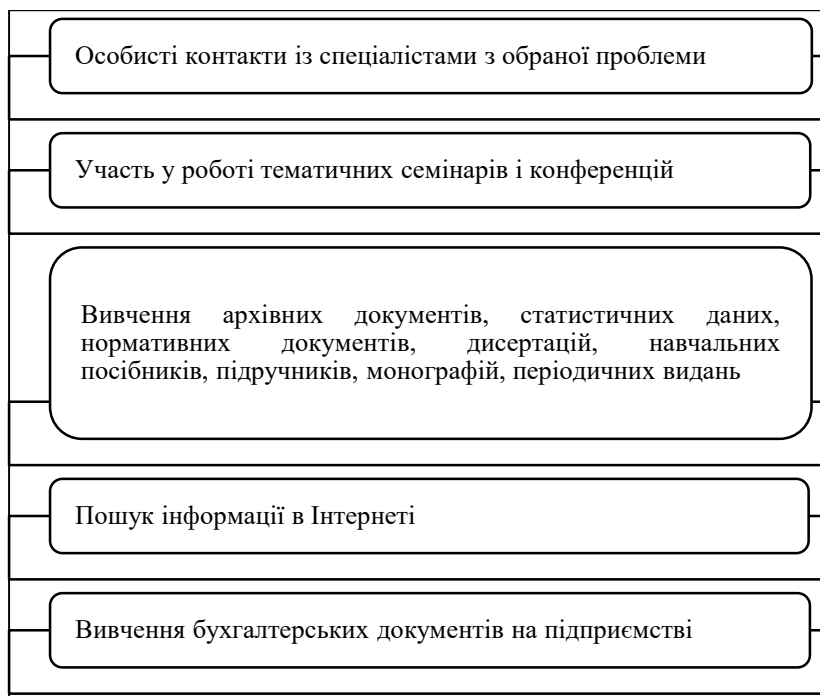 Особисті контакти із спеціалістами з обраної проблеми
Участь у роботі тематичних семінарів і конференцій
Вивчення архівних документів, статистичних даних,
нормативних документів, дисертацій, навчальних
посібників, підручників, монографій, періодичних видань
Пошук інформації в Інтернеті
Вивчення бухгалтерських документів на підприємстві